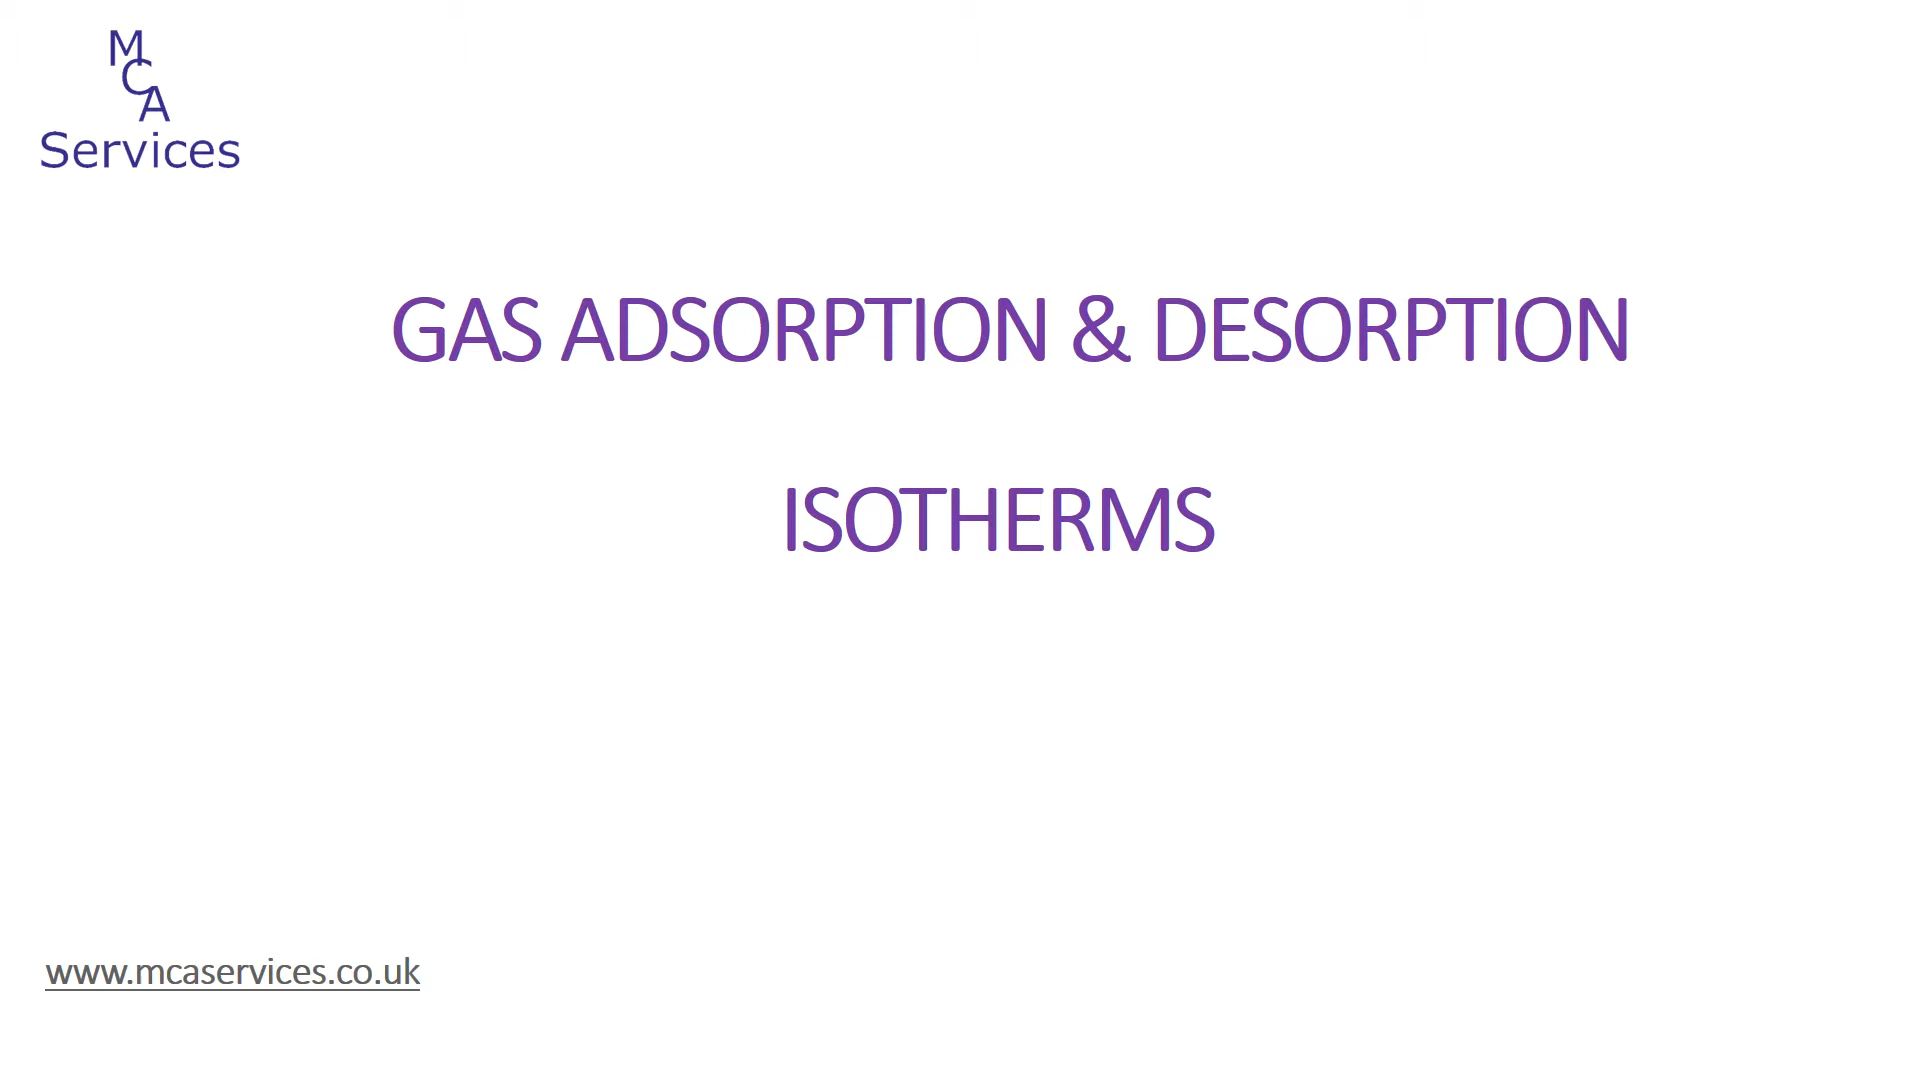 M
C
A
Services
GAS ADSORPTION & DESORPTION
ISOTHERMS
www.mcaservices.co.uk